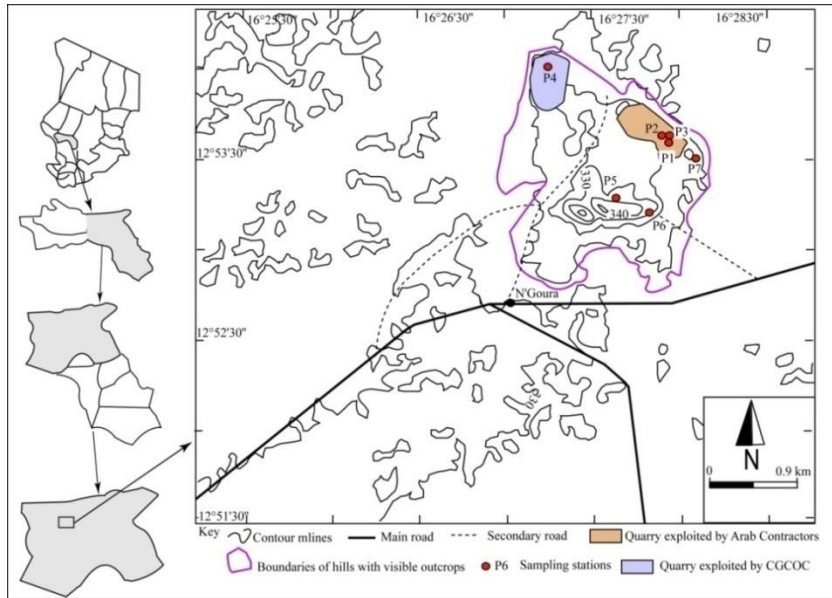 16°25'30"
16°26'30"
16°27'30"
16°28'30"
P4
P2
P3
P1
12°53'30"
P7
330
P5
340
P6
N'Goura
12°52'30"
330
N
0
0.9 km
12°51'30"
Key
Contour mlines
Main road
Secondary road
Quarry exploited by Arab Contractors
Boundaries of hills with visible outcrops
P6
Sampling stations
Quarry exploited by CGCOC